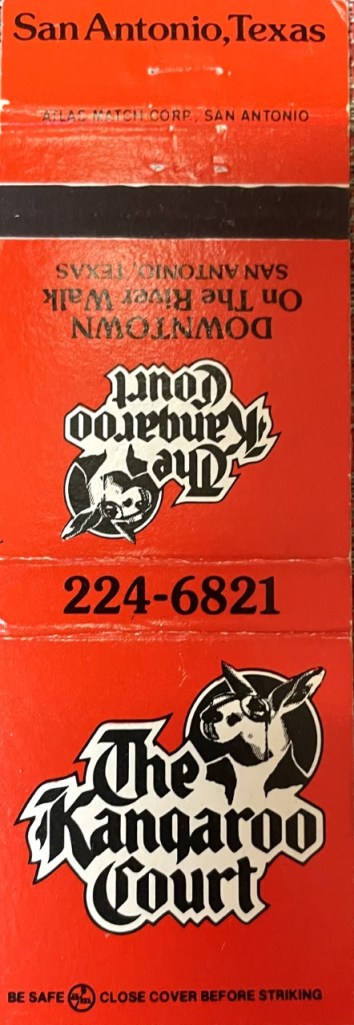 San Antonio, Texas
ATLAS MATCH CORP., SAN ANTONIO
The
Kangaroo
Court
DOWNTOWN
On The River Walk
SAN ANTONIO, TEXAS
224-6821
The
Kangaroo
Court
BE SAFE CLOSE COVER BEFORE STRIKING